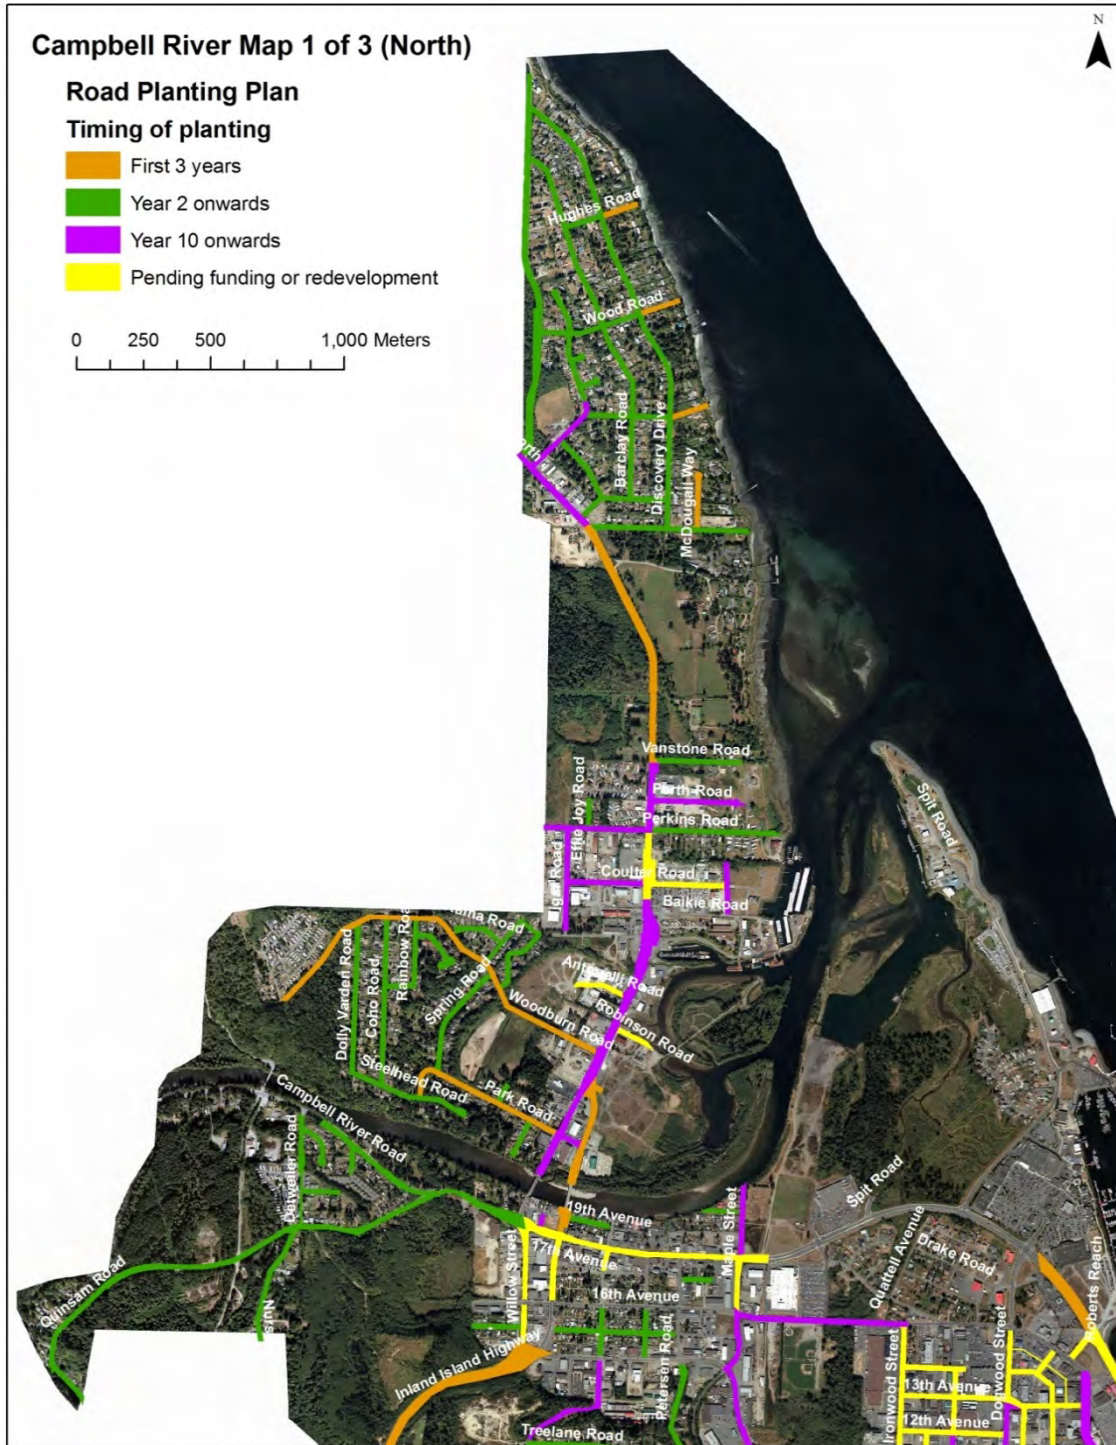 Campbell River Map 1 of 3 (North)
N
Road Planting Plan
Timing of planting
First 3 years
Year 2 onwards
Year 10 onwards
Pending funding or redevelopment
0 250 500 1,000 Meters
Hughes Road
Wood Road
Barclay Road
Discovery Drive
McDougall Way
Vanstone Road
Perth Road
Effie Joy Road
Perkins Road
Spit Road
Coulter Road
Baikie Road
Rainbow Road
Dolly Varden Road
Coho Road
Spring Road
Woodburn Road
Robinson Road
Steelhead Road
Park Road
Campbell River Road
Detweiler Road
19th Avenue
Maple Street
Spit Road
Quattell Avenue
Drake Road
Roberts Reach
Quinsam Road
Willow Street
17th Avenue
16th Avenue
Inland Island Highway
Petersen Road
Ironwood Street
Dogwood Street
13th Avenue
12th Avenue
Treelane Road